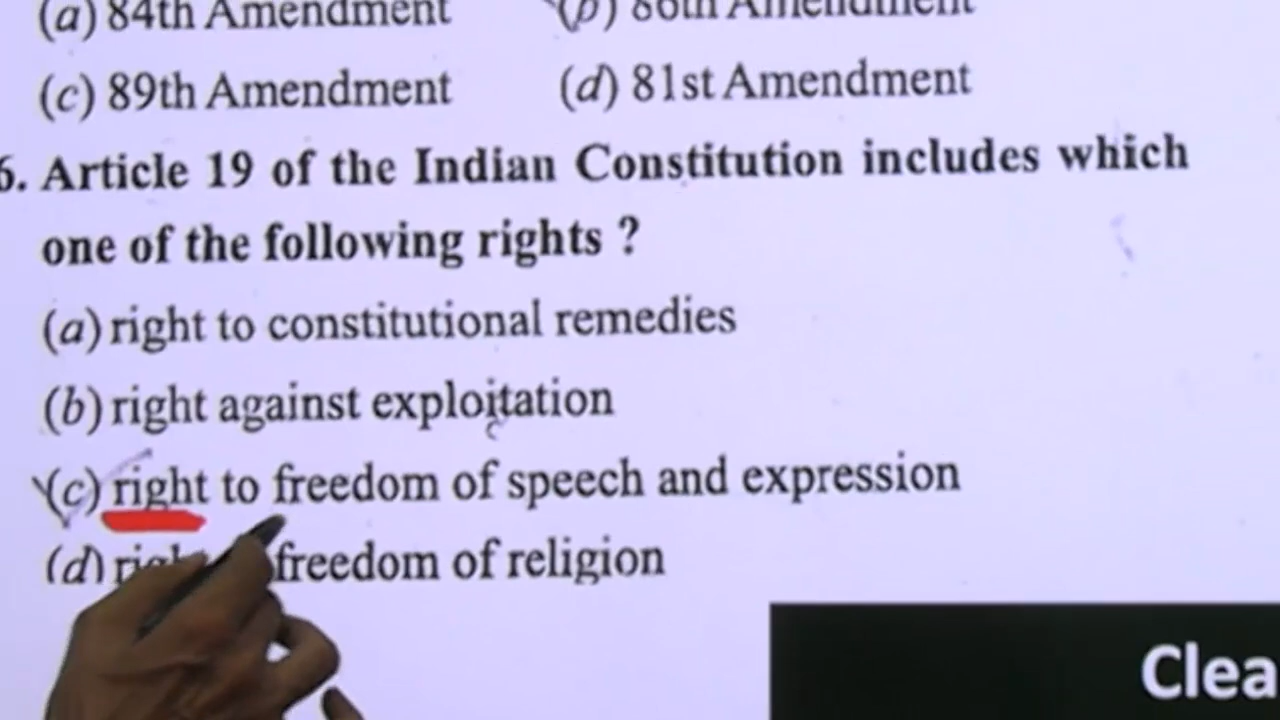 (a) 84th Amendment (b) 86th Amendment
(c) 89th Amendment (d) 81st Amendment
6. Article 19 of the Indian Constitution includes which
one of the following rights ?
(a) right to constitutional remedies
(b) right against exploitation
(c) right to freedom of speech and expression
(d) freedom of religion
Clea